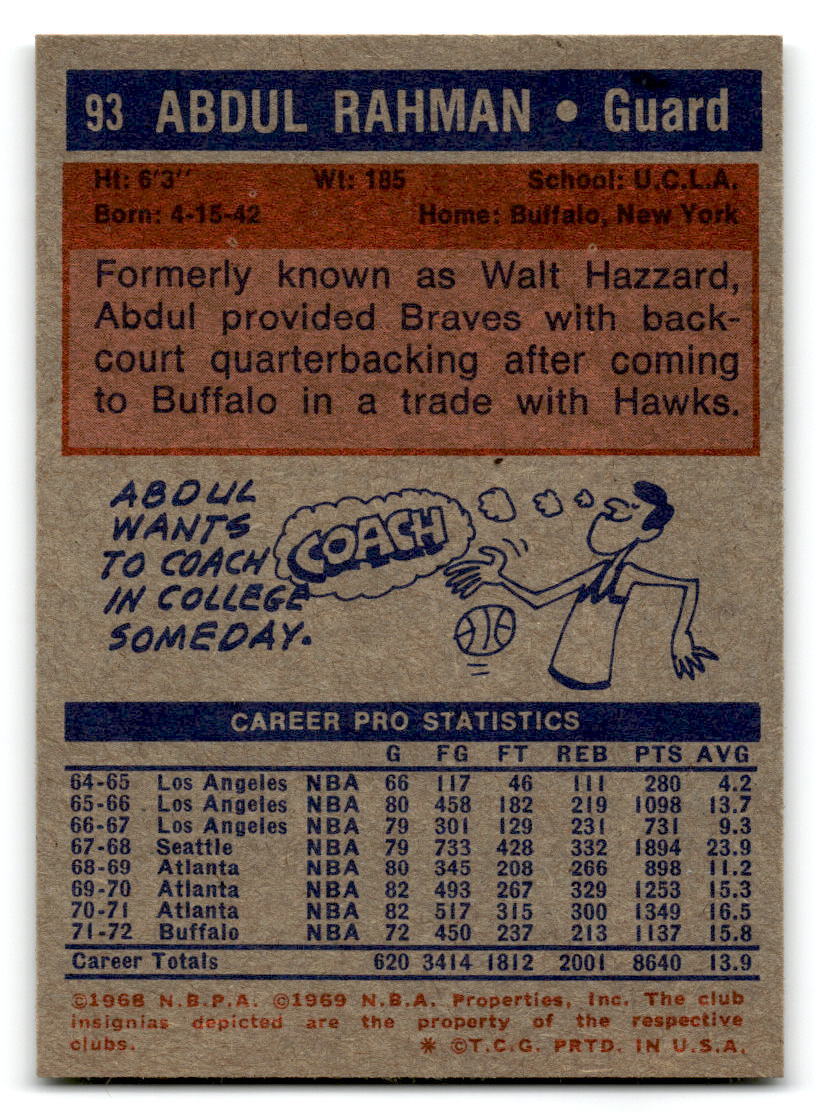 93 ABDUL RAHMAN • Guard
Ht: 6'3" Wt: 185 School: U.C.L.A.
Born: 4-15-42 Home: Buffalo, New York
Formerly known as Walt Hazzard,
Abdul provided Braves with back-
court quarterbacking after coming
to Buffalo in a trade with Hawks.
ABDUL
WANTS
TO COACH
IN COLLEGE
SOMEDAY.
COACH
CAREER PRO STATISTICS
G FG FT REB PTS AVG
64-65 Los Angeles NBA 66 117 46 111 280 4.2
65-66 Los Angeles NBA 80 458 182 219 1098 13.7
66-67 Los Angeles NBA 79 301 129 231 731 9.3
67-68 Seattle NBA 79 733 428 332 1894 23.9
68-69 Atlanta NBA 80 345 208 266 898 11.2
69-70 Atlanta NBA 82 493 267 329 1253 15.3
70-71 Atlanta NBA 82 517 315 300 1349 16.5
71-72 Buffalo NBA 72 450 237 213 1137 15.8
Career Totals 620 3414 1812 2001 8640 13.9
©1968 N.B.P.A. ©1969 N.B.A. Properties, Inc. The club
insignias depicted are the property of the respective
clubs. * ©T.C.G. PRTD. IN U.S.A.